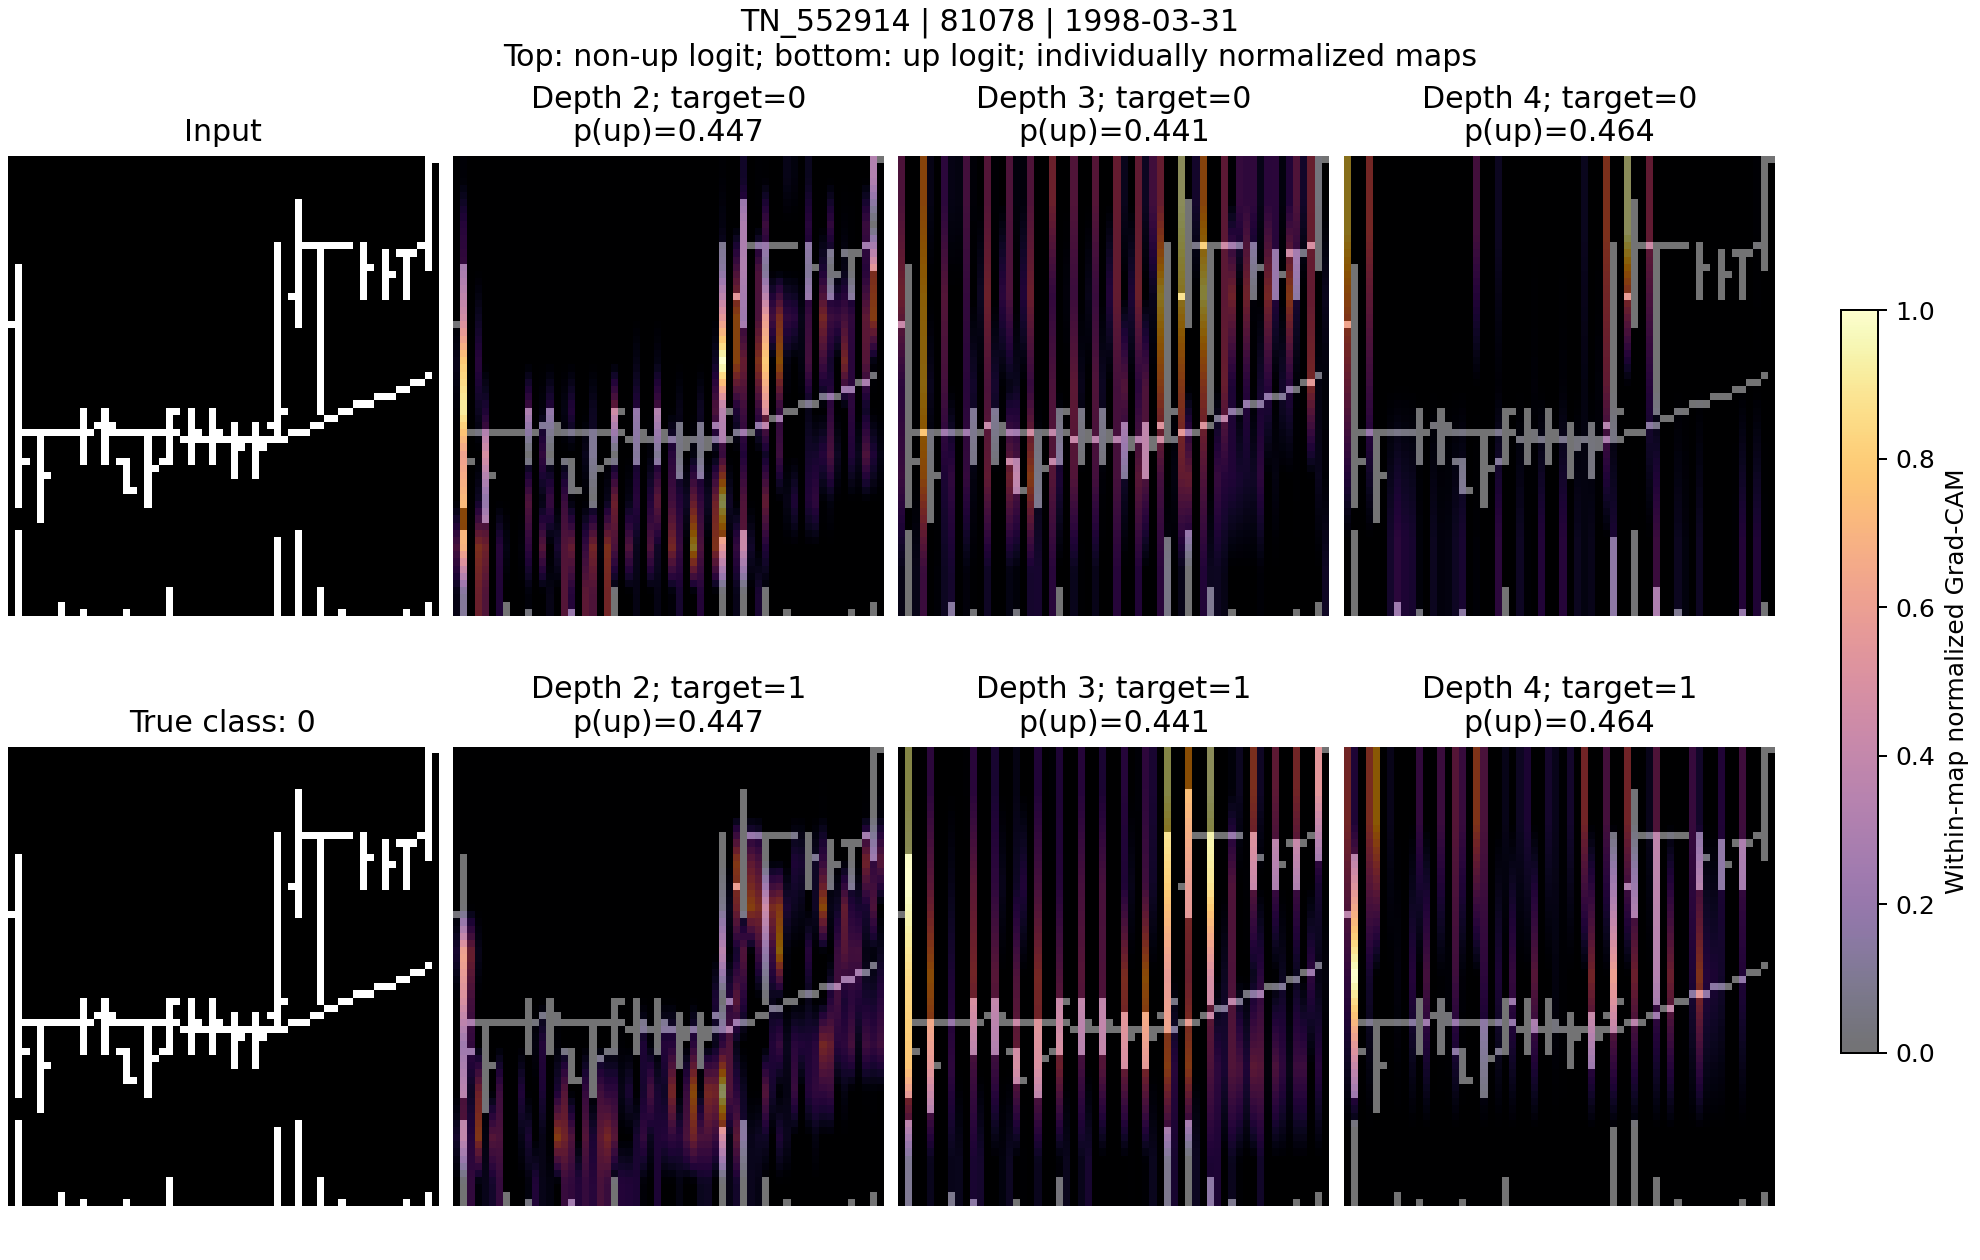 TN_552914 | 81078 | 1998-03-31
Top: non-up logit; bottom: up logit; individually normalized maps
Input
Depth 2; target=0
p(up)=0.447
Depth 3; target=0
p(up)=0.441
Depth 4; target=0
p(up)=0.464
True class: 0
Depth 2; target=1
p(up)=0.447
Depth 3; target=1
p(up)=0.441
Depth 4; target=1
p(up)=0.464
1.0
0.8
0.6
0.4
0.2
0.0
Within-map normalized Grad-CAM